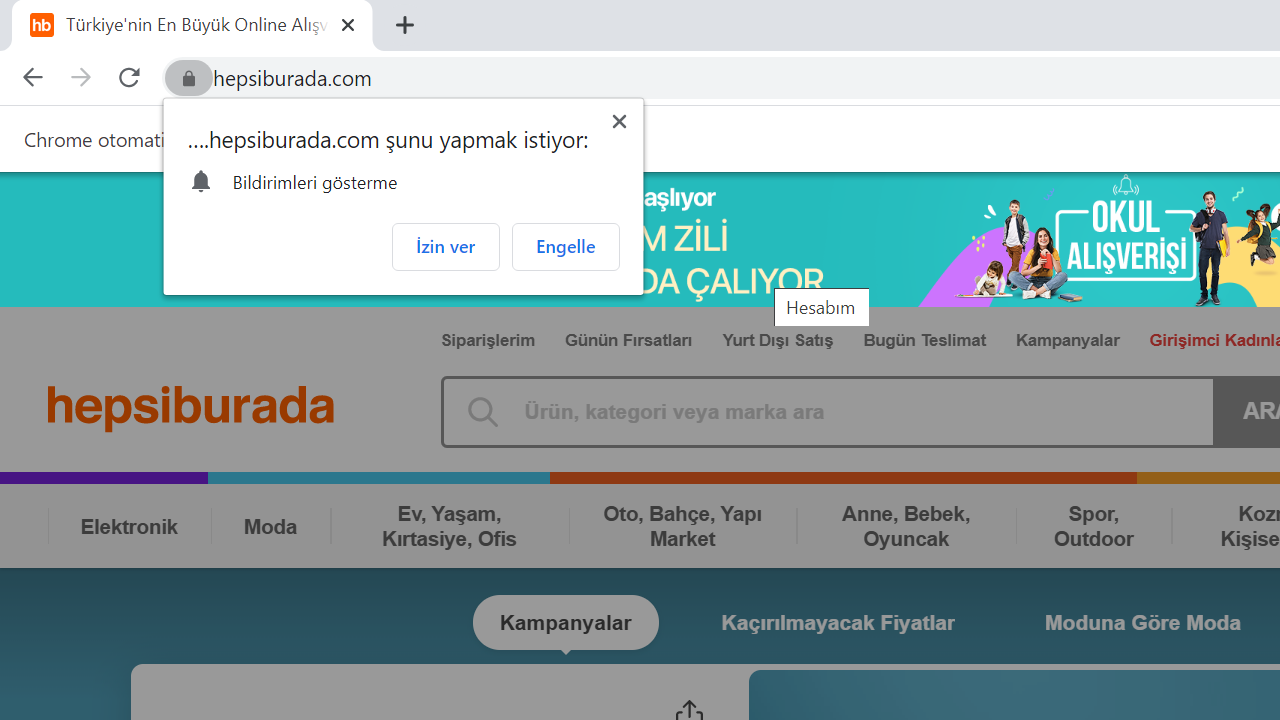 hb Türkiye'nin En Büyük Online Alışv
hepsiburada.com
Chrome otomati
....hepsiburada.com şunu yapmak istiyor:
Bildirimleri gösterme
İzin ver
Engelle
aşlıyor
M ZİLİ
DA ÇALIYOR
OKUL
ALIŞVERİŞİ
Hesabım
Siparişlerim
Günün Fırsatları
Yurt Dışı Satış
Bugün Teslimat
Kampanyalar
Girişimci Kadınla
hepsiburada
Ürün, kategori veya marka ara
ARA
Elektronik
Moda
Ev, Yaşam,
Kırtasiye, Ofis
Oto, Bahçe, Yapı
Market
Anne, Bebek,
Oyuncak
Spor,
Outdoor
Kozm
Kişise
Kampanyalar
Kaçırılmayacak Fiyatlar
Moduna Göre Moda